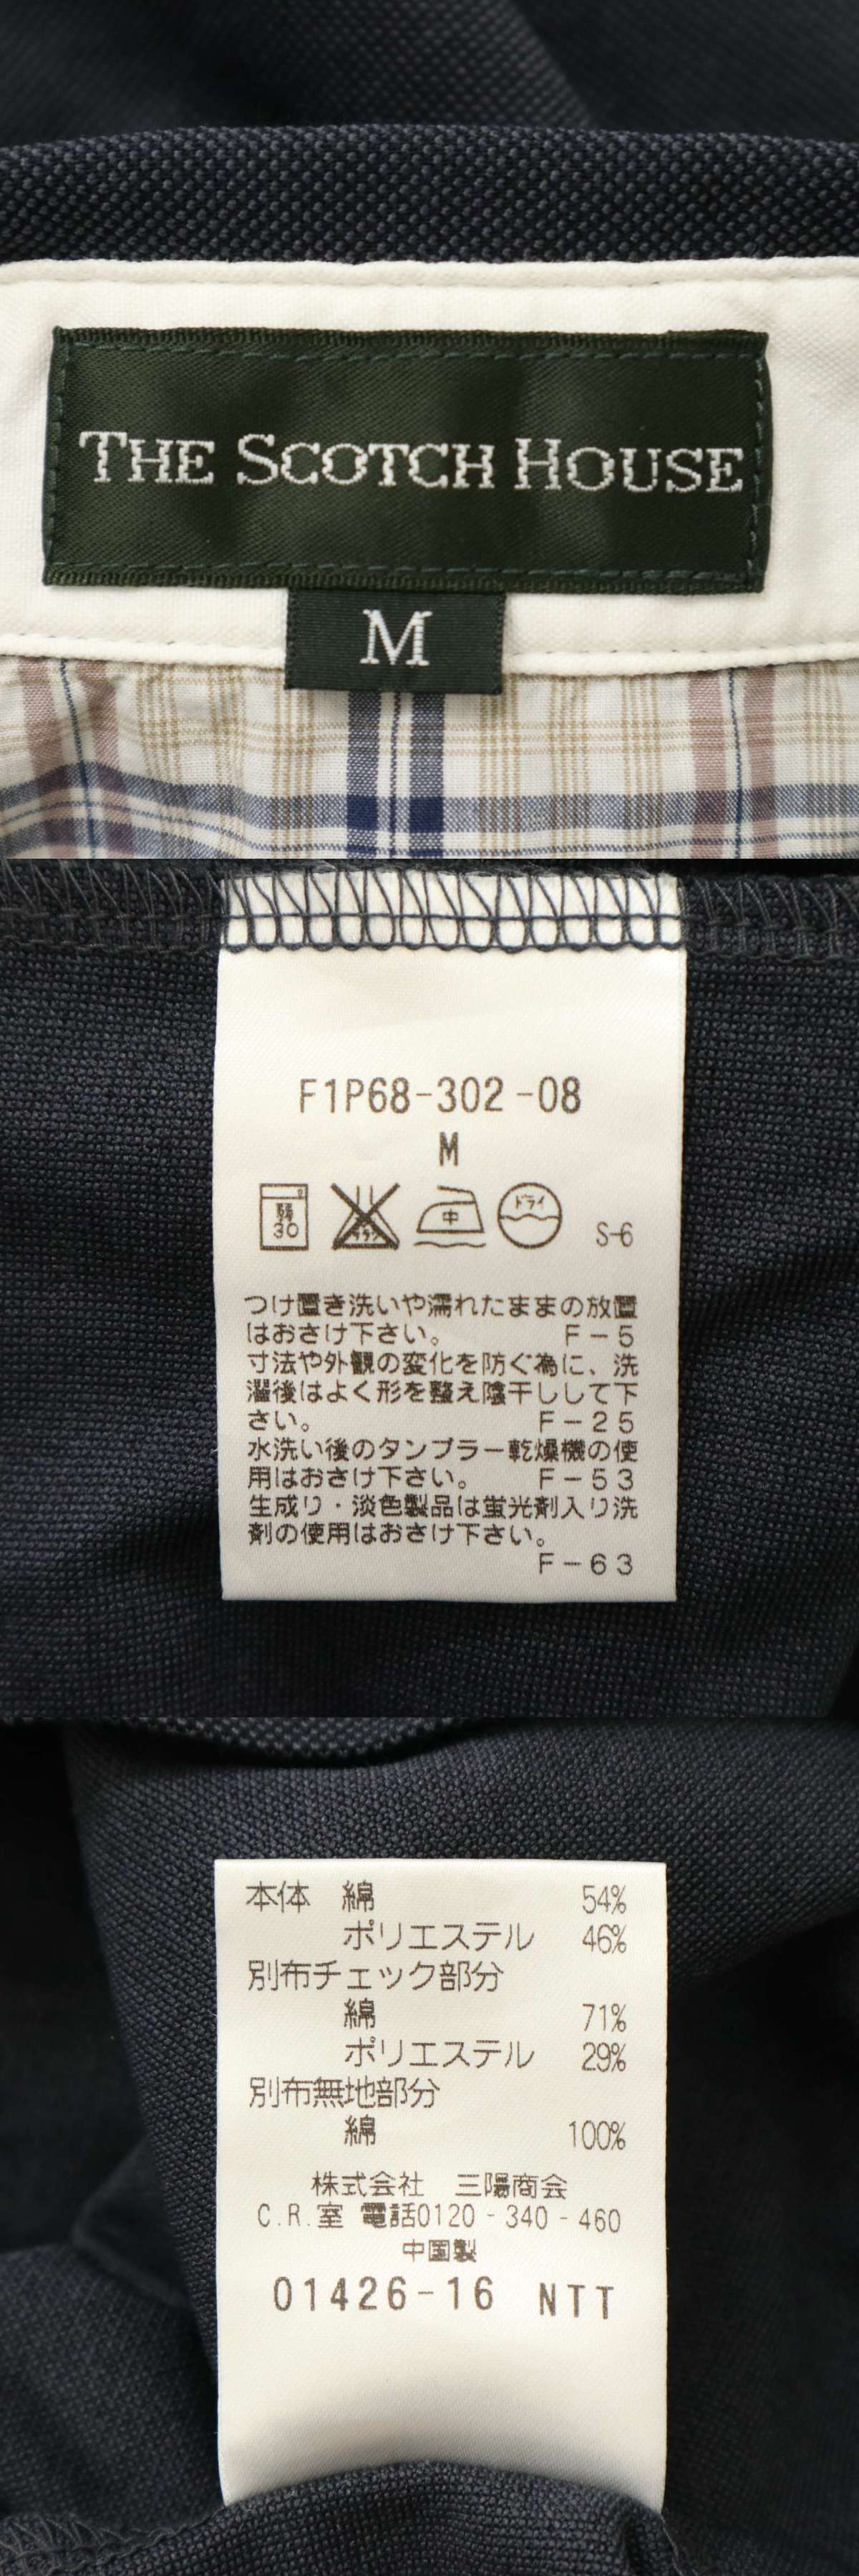 THE SCOTCH HOUSE
M
F1P68-302-08
M
弱
30
エンソサラシ
中
ドライ
S-6
つけ置き洗いや濡れたままの放置
はおさけ下さい。 F-5
寸法や外観の変化を防ぐ為に、洗
濯後はよく形を整え陰干しして下
さい。 F-25
水洗い後のタンブラー乾燥機の使
用はおさけ下さい。 F-53
生成り・淡色製品は蛍光剤入り洗
剤の使用はおさけ下さい。
F-63
本体 綿 54%
ポリエステル 46%
別布チェック部分
綿 71%
ポリエステル 29%
別布無地部分
綿 100%
株式会社 三陽商会
C.R.室 電話0120-340-460
中国製
01426-16 NTT